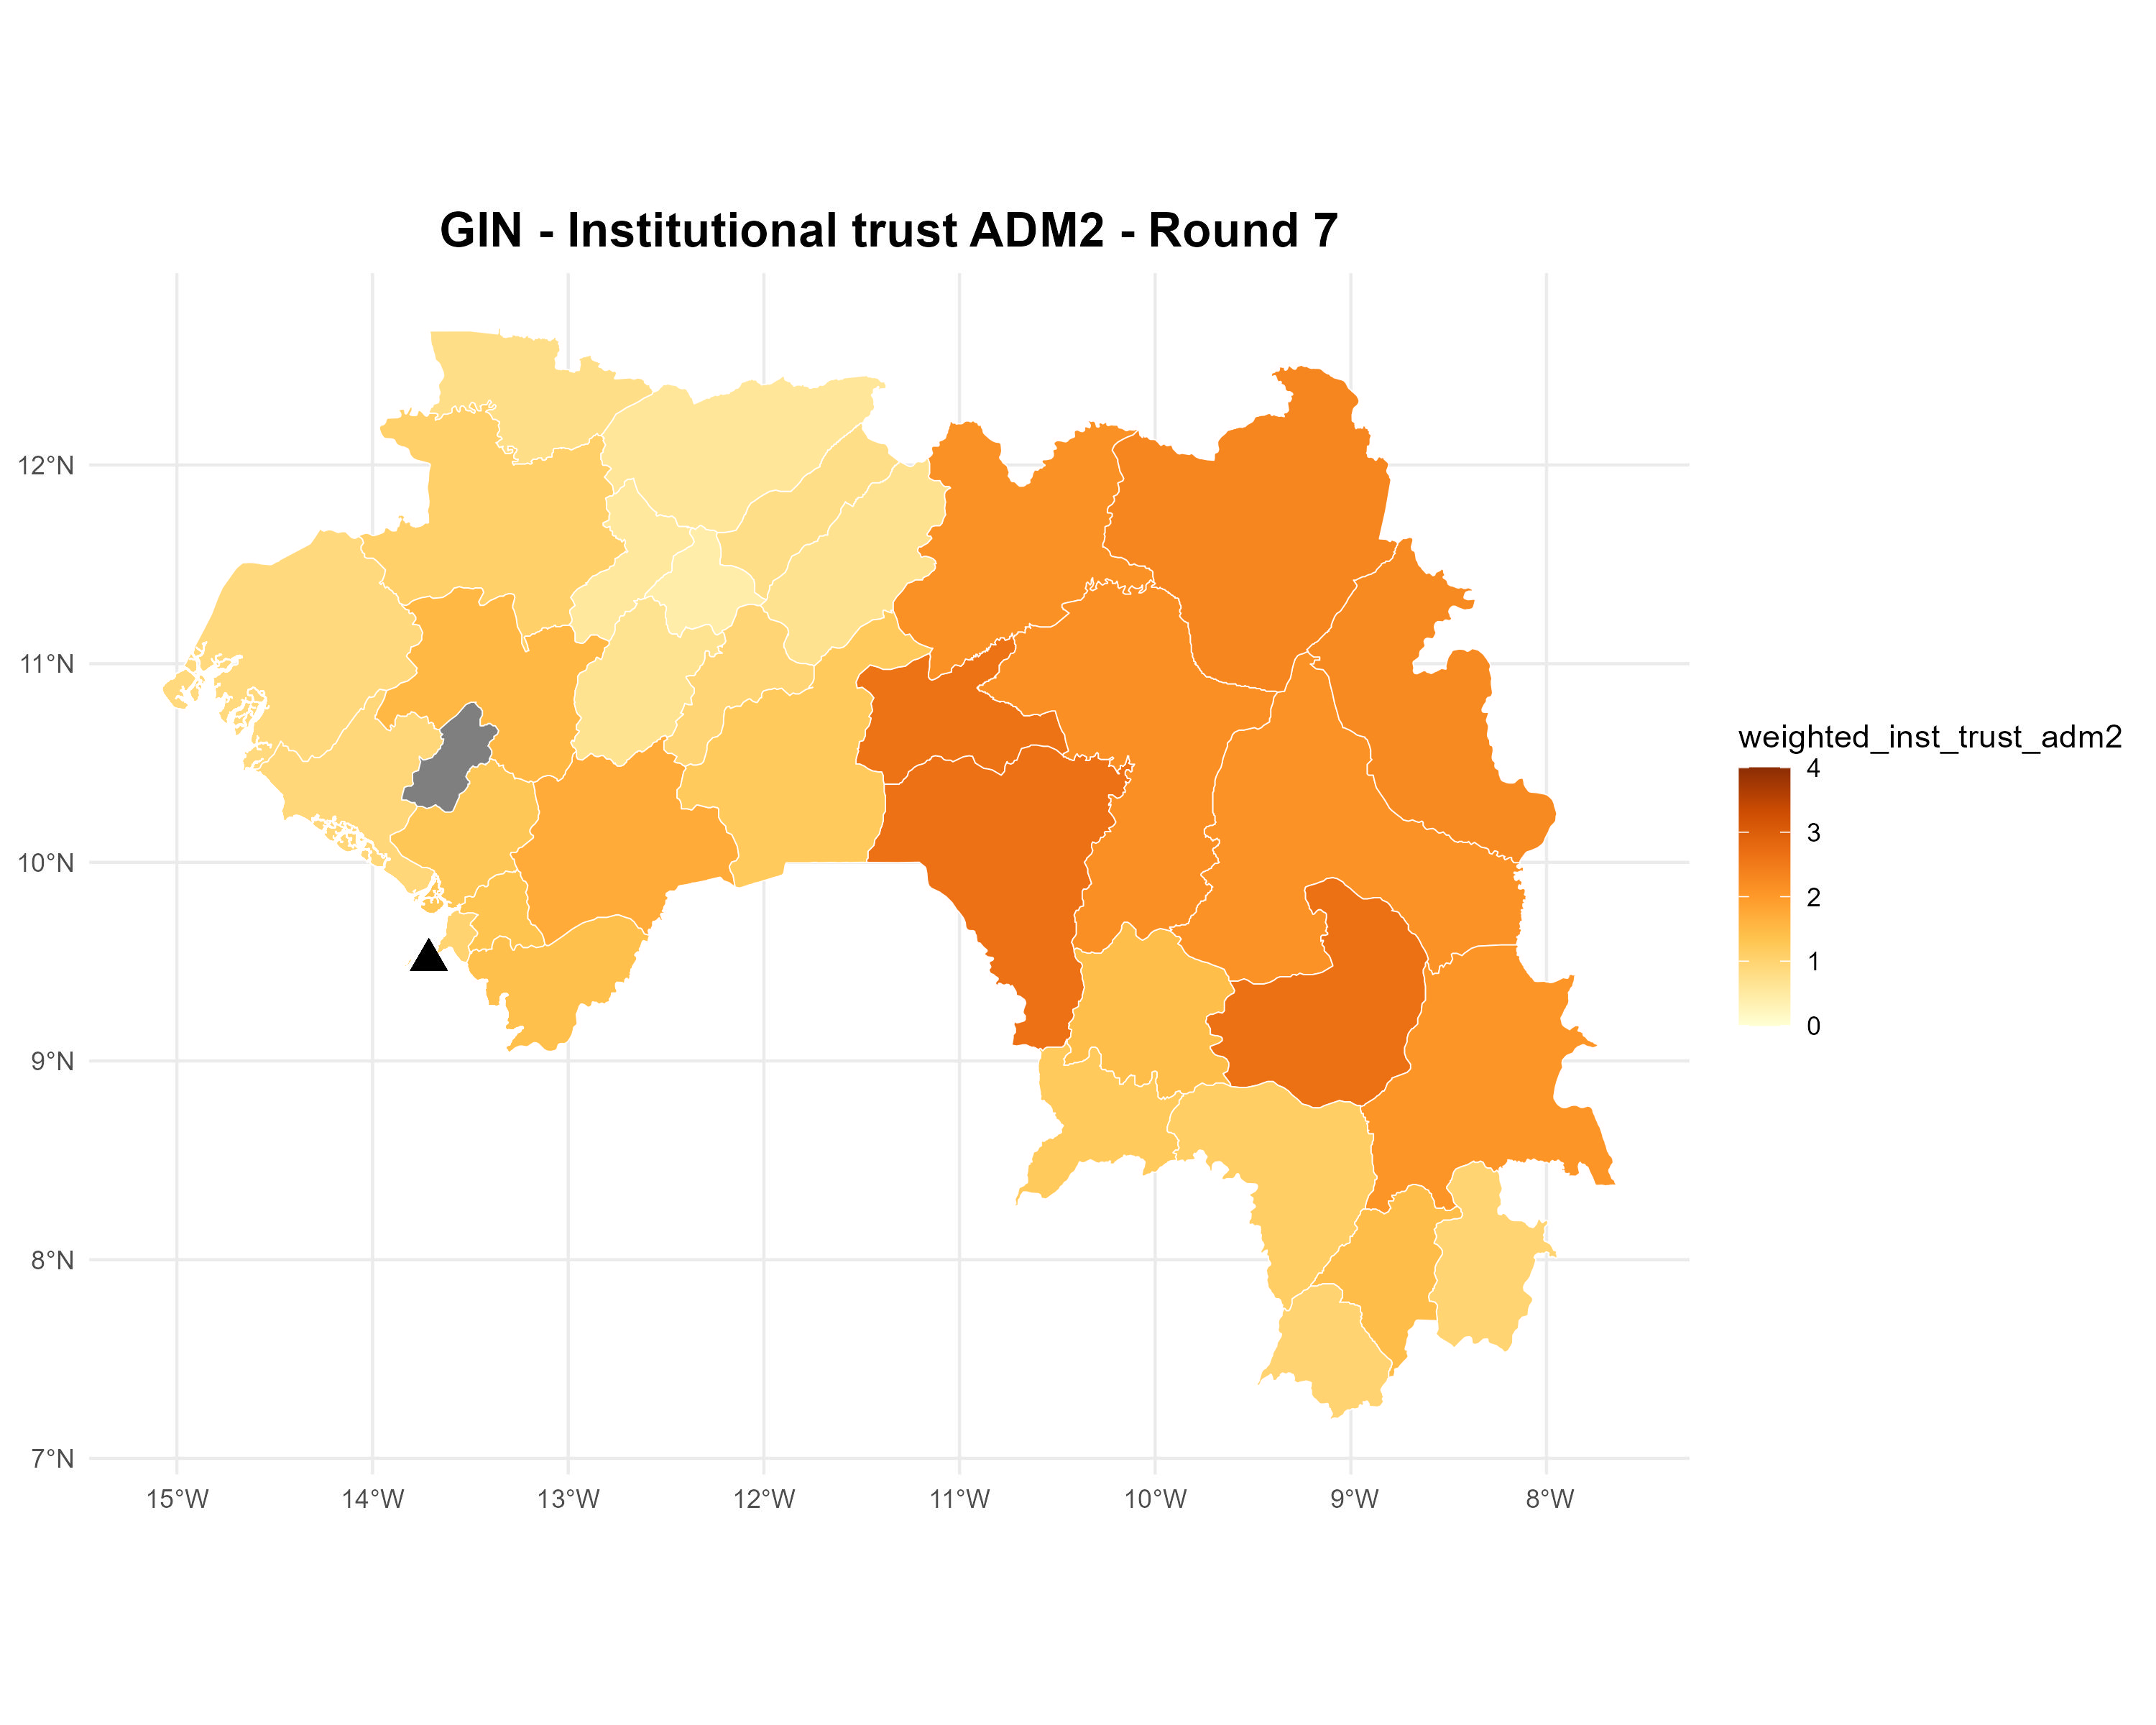 GIN - Institutional trust ADM2 - Round 7
12°N
11°N
10°N
9°N
8°N
7°N
15°W
14°W
13°W
12°W
11°W
10°W
9°W
8°W
weighted_inst_trust_adm2
4
3
2
1
0